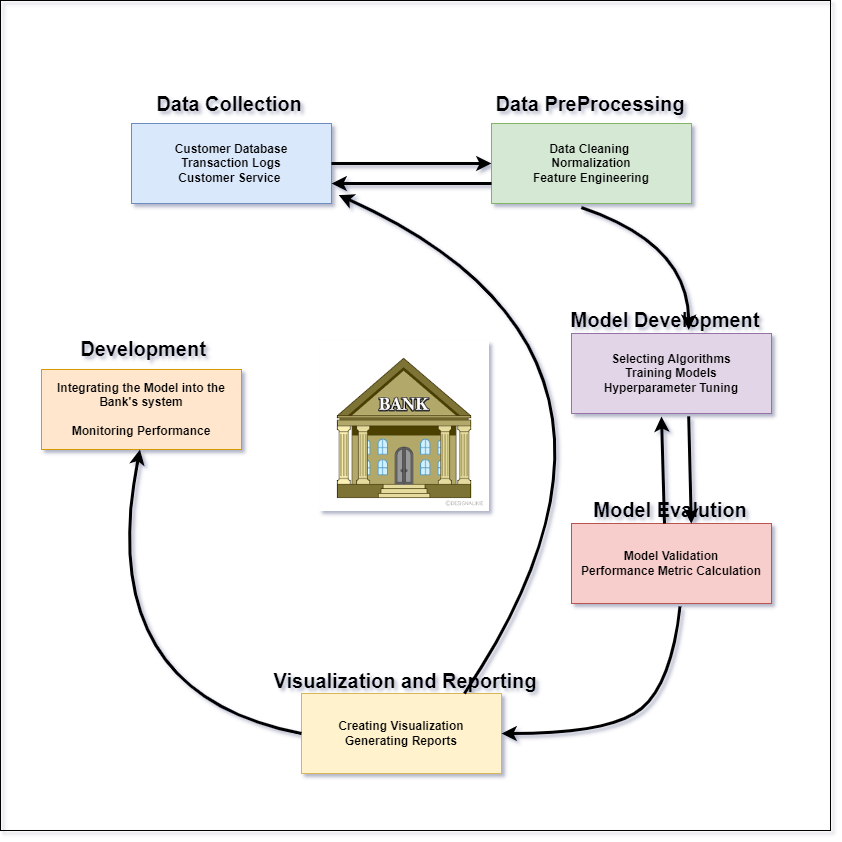 Data Collection
Customer Database
Transaction Logs
Customer Service
Data PreProcessing
Data Cleaning
Normalization
Feature Engineering
Model Development
Selecting Algorithms
Training Models
Hyperparameter Tuning
Development
Integrating the Model into the
Bank's system
Monitoring Performance
BANK
Model Evalution
Model Validation
Performance Metric Calculation
Visualization and Reporting
Creating Visualization
Generating Reports